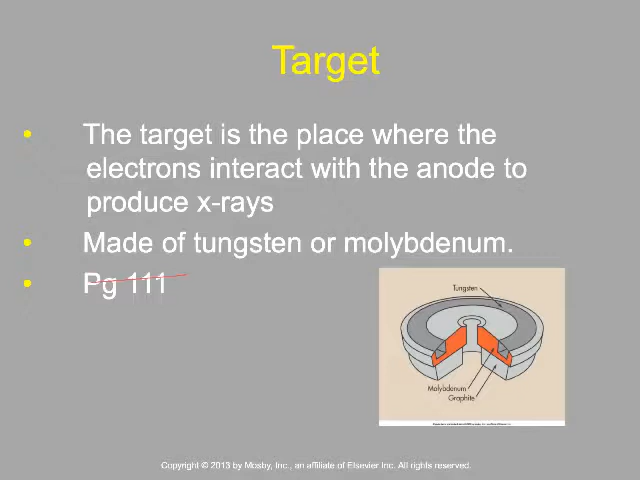 Target
• The target is the place where the
electrons interact with the anode to
produce x-rays
• Made of tungsten or molybdenum.
• Pg 111
Tungsten
Molybdenum
Graphite
Copyright © 2013 by Mosby, Inc., an affiliate of Elsevier Inc. All rights reserved.